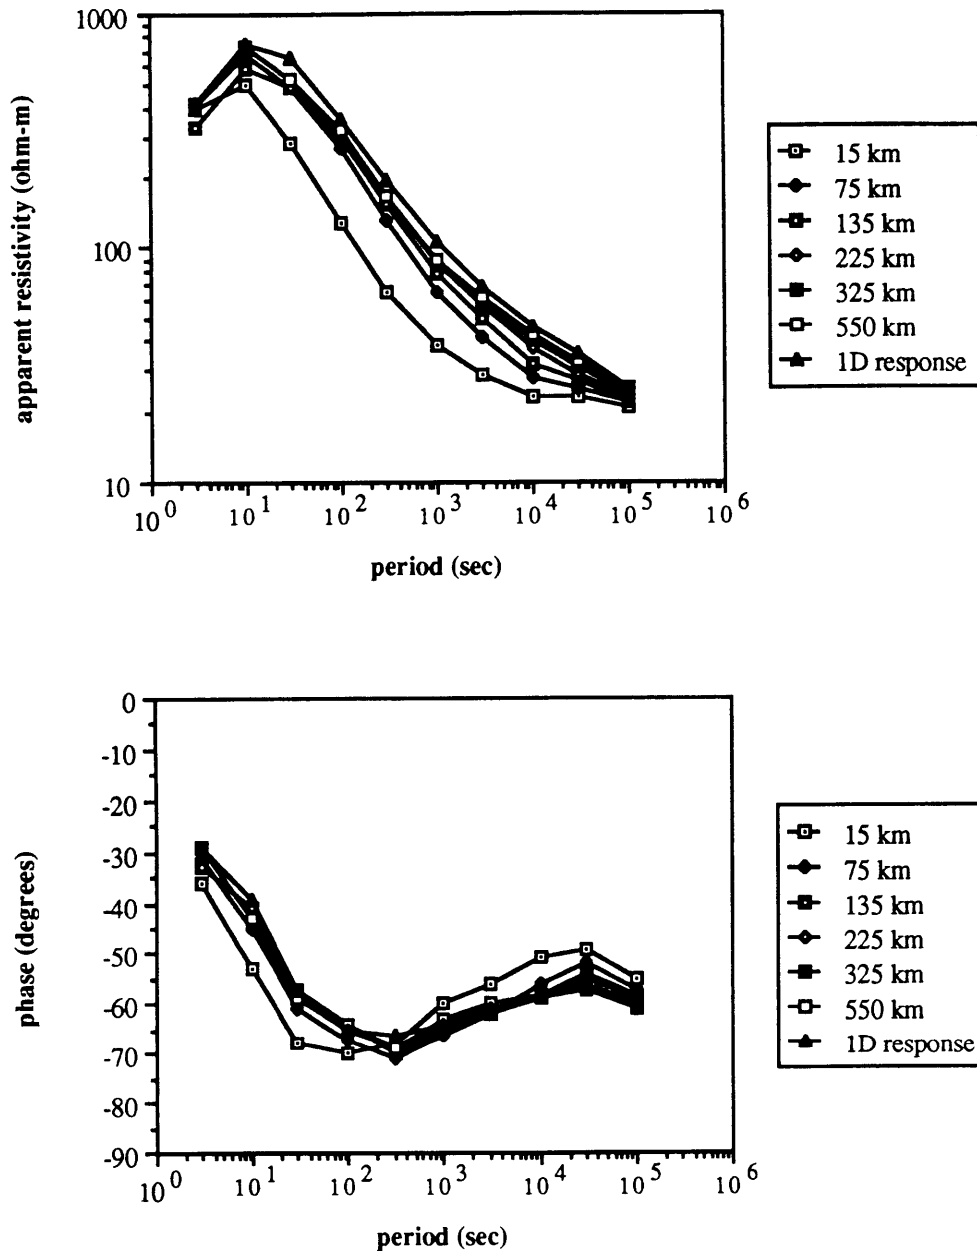 1000
100
10
apparent resistivity (ohm-m)
10^0 10^1 10^2 10^3 10^4 10^5 10^6
period (sec)
15 km
75 km
135 km
225 km
325 km
550 km
1D response
0
-10
-20
-30
-40
-50
-60
-70
-80
-90
phase (degrees)
10^0 10^1 10^2 10^3 10^4 10^5 10^6
period (sec)
15 km
75 km
135 km
225 km
325 km
550 km
1D response